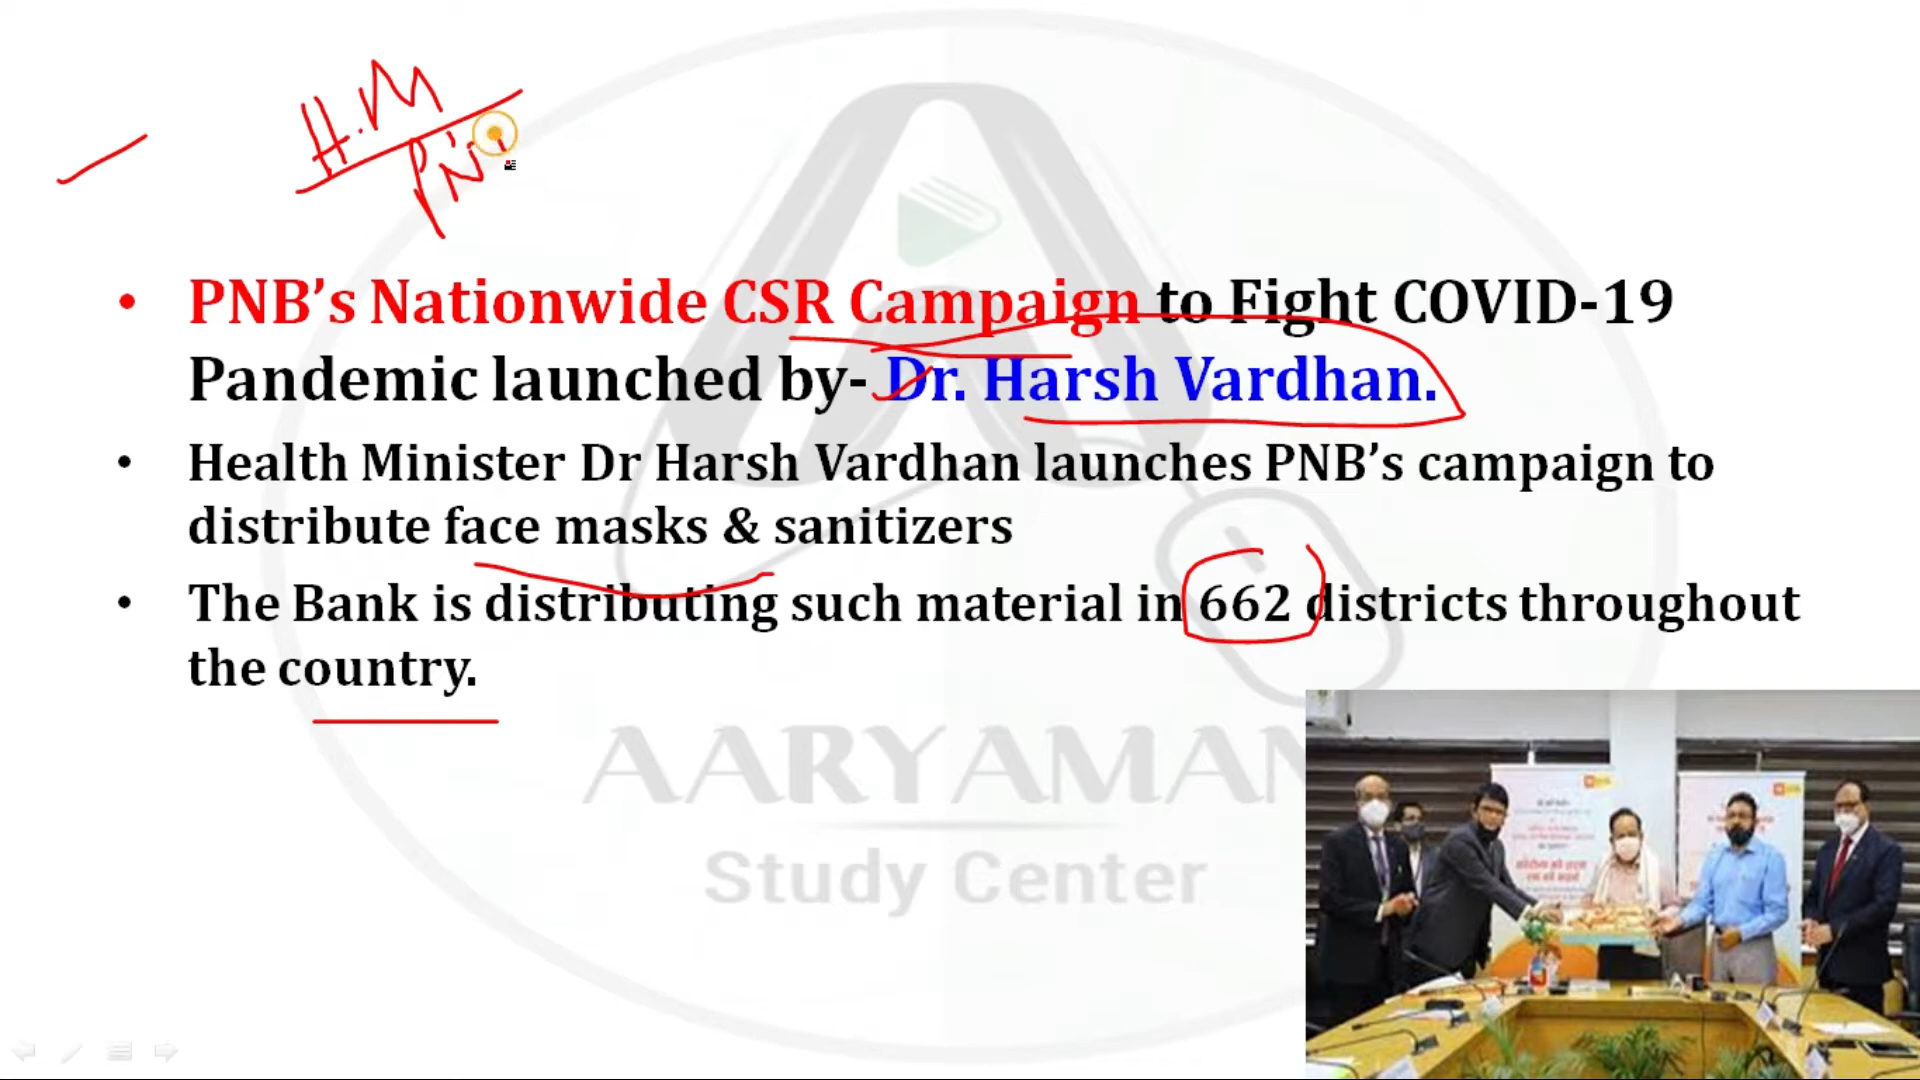 H.M
PN
• PNB's Nationwide CSR Campaign to Fight COVID-19
Pandemic launched by- Dr. Harsh Vardhan.
• Health Minister Dr Harsh Vardhan launches PNB's campaign to
distribute face masks & sanitizers
• The Bank is distributing such material in 662 districts throughout
the country.
AARYAMAN
Study Center